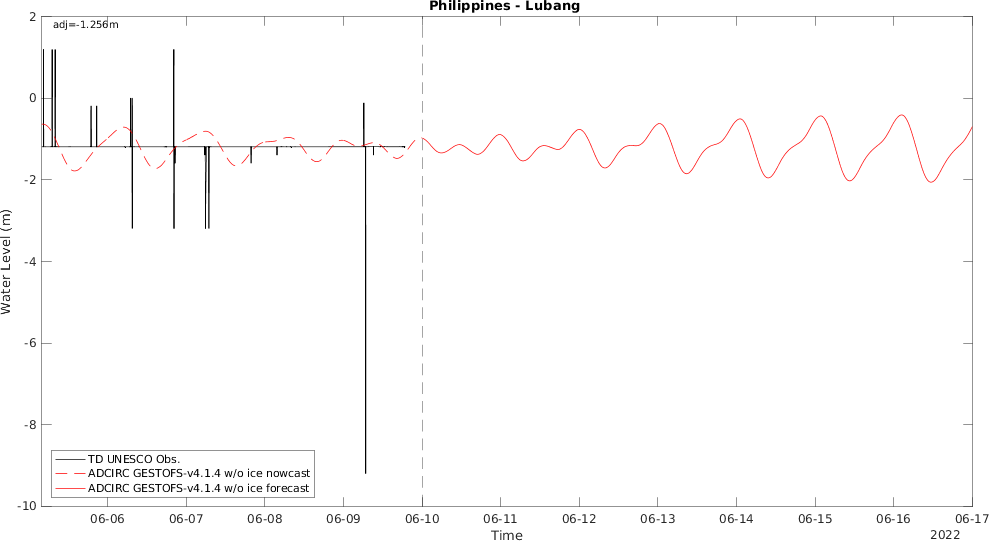 Philippines - Lubang
adj=-1.256m
Water Level (m)
2
0
-2
-4
-6
-8
-10
TD UNESCO Obs.
ADCIRC GESTOFS-v4.1.4 w/o ice nowcast
ADCIRC GESTOFS-v4.1.4 w/o ice forecast
06-06 06-07 06-08 06-09 06-10 06-11 06-12 06-13 06-14 06-15 06-16 06-17
Time
2022